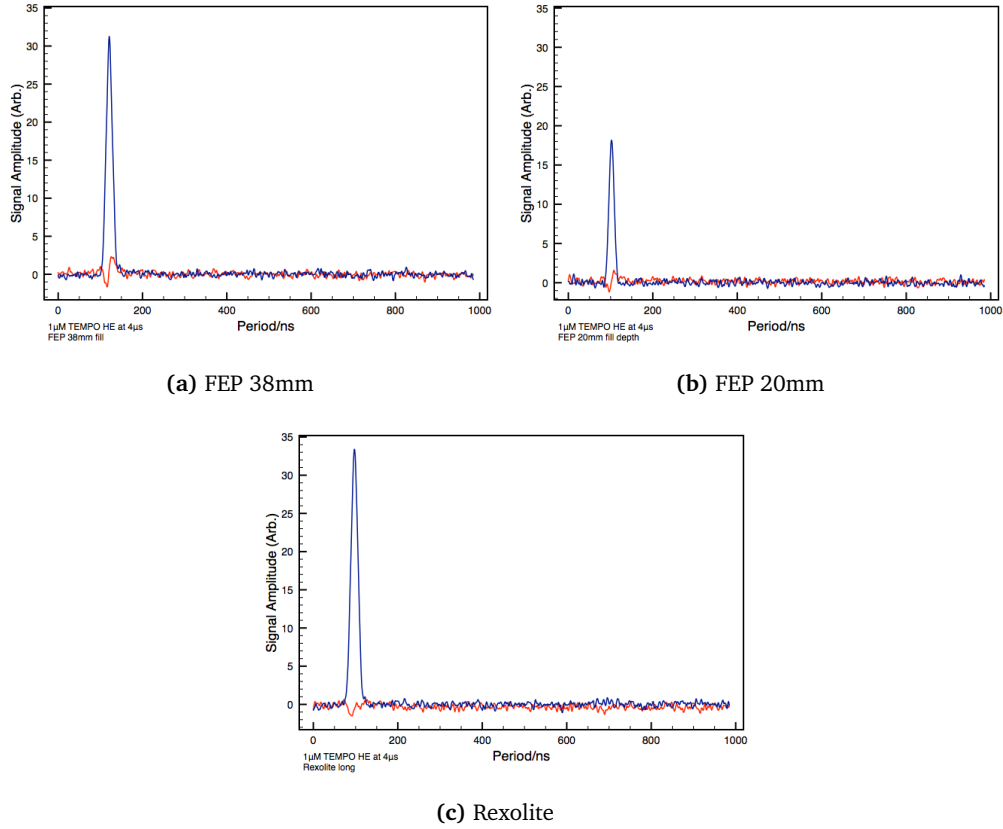 35
30
25
20
15
10
5
0
Signal Amplitude (Arb.)
0 200 400 600 800 1000
Period/ns
1µM TEMPO HE at 4µs
FEP 38mm fill
(a) FEP 38mm
35
30
25
20
15
10
5
0
Signal Amplitude (Arb.)
0 200 400 600 800 1000
Period/ns
1µM TEMPO HE at 4µs
FEP 20mm fill depth
(b) FEP 20mm
35
30
25
20
15
10
5
0
Signal Amplitude (Arb.)
0 200 400 600 800 1000
Period/ns
1µM TEMPO HE at 4µs
Rexolite long
(c) Rexolite